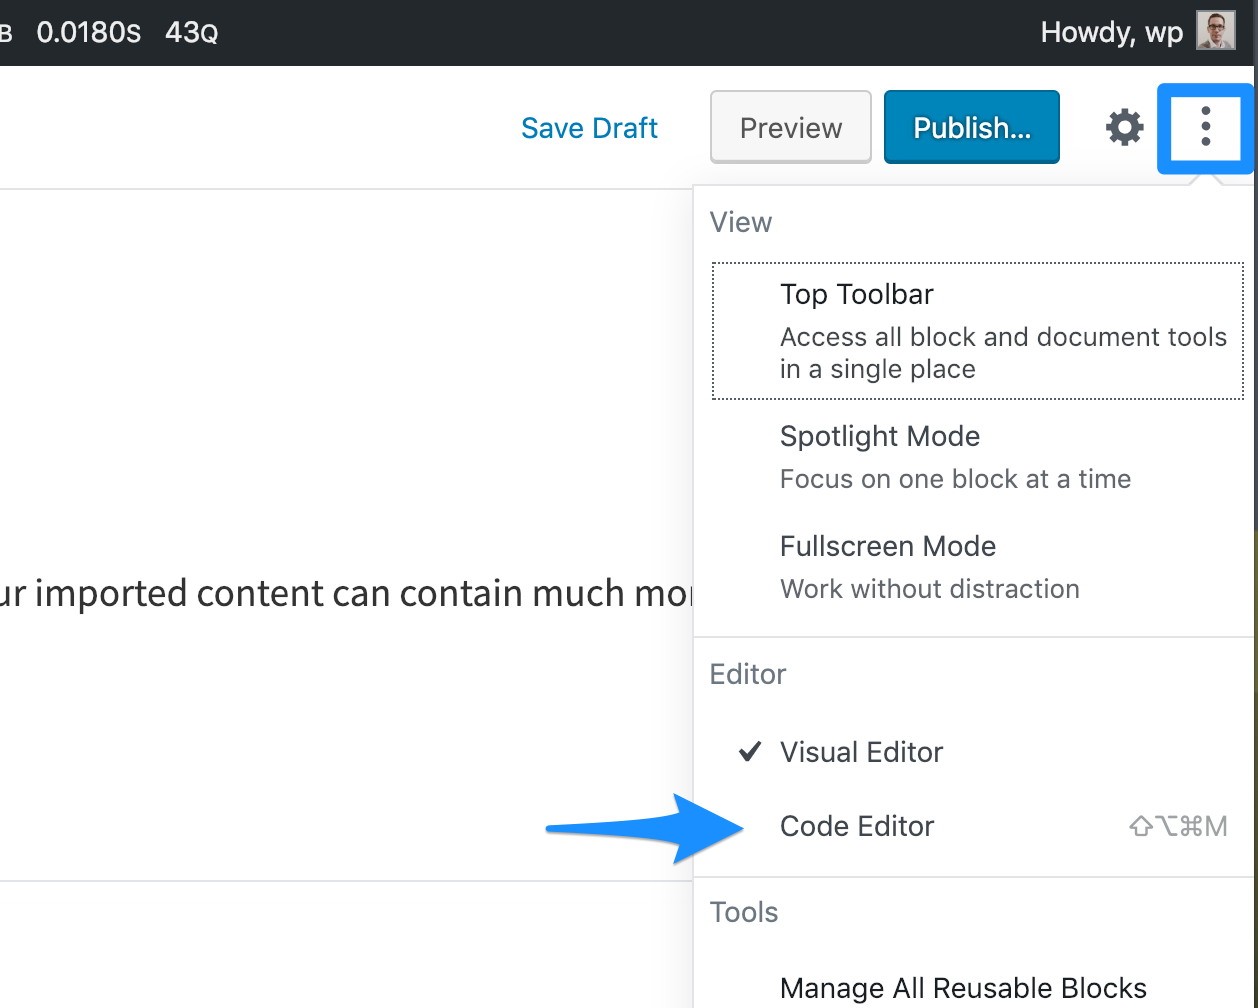 B 0.0180S 43Q Howdy, wp
Save Draft Preview Publish...
View
Top Toolbar
Access all block and document tools
in a single place
Spotlight Mode
Focus on one block at a time
Fullscreen Mode
Work without distraction
ur imported content can contain much mor
Editor
✓ Visual Editor
Code Editor ⇧⌥⌘M
Tools
Manage All Reusable Blocks